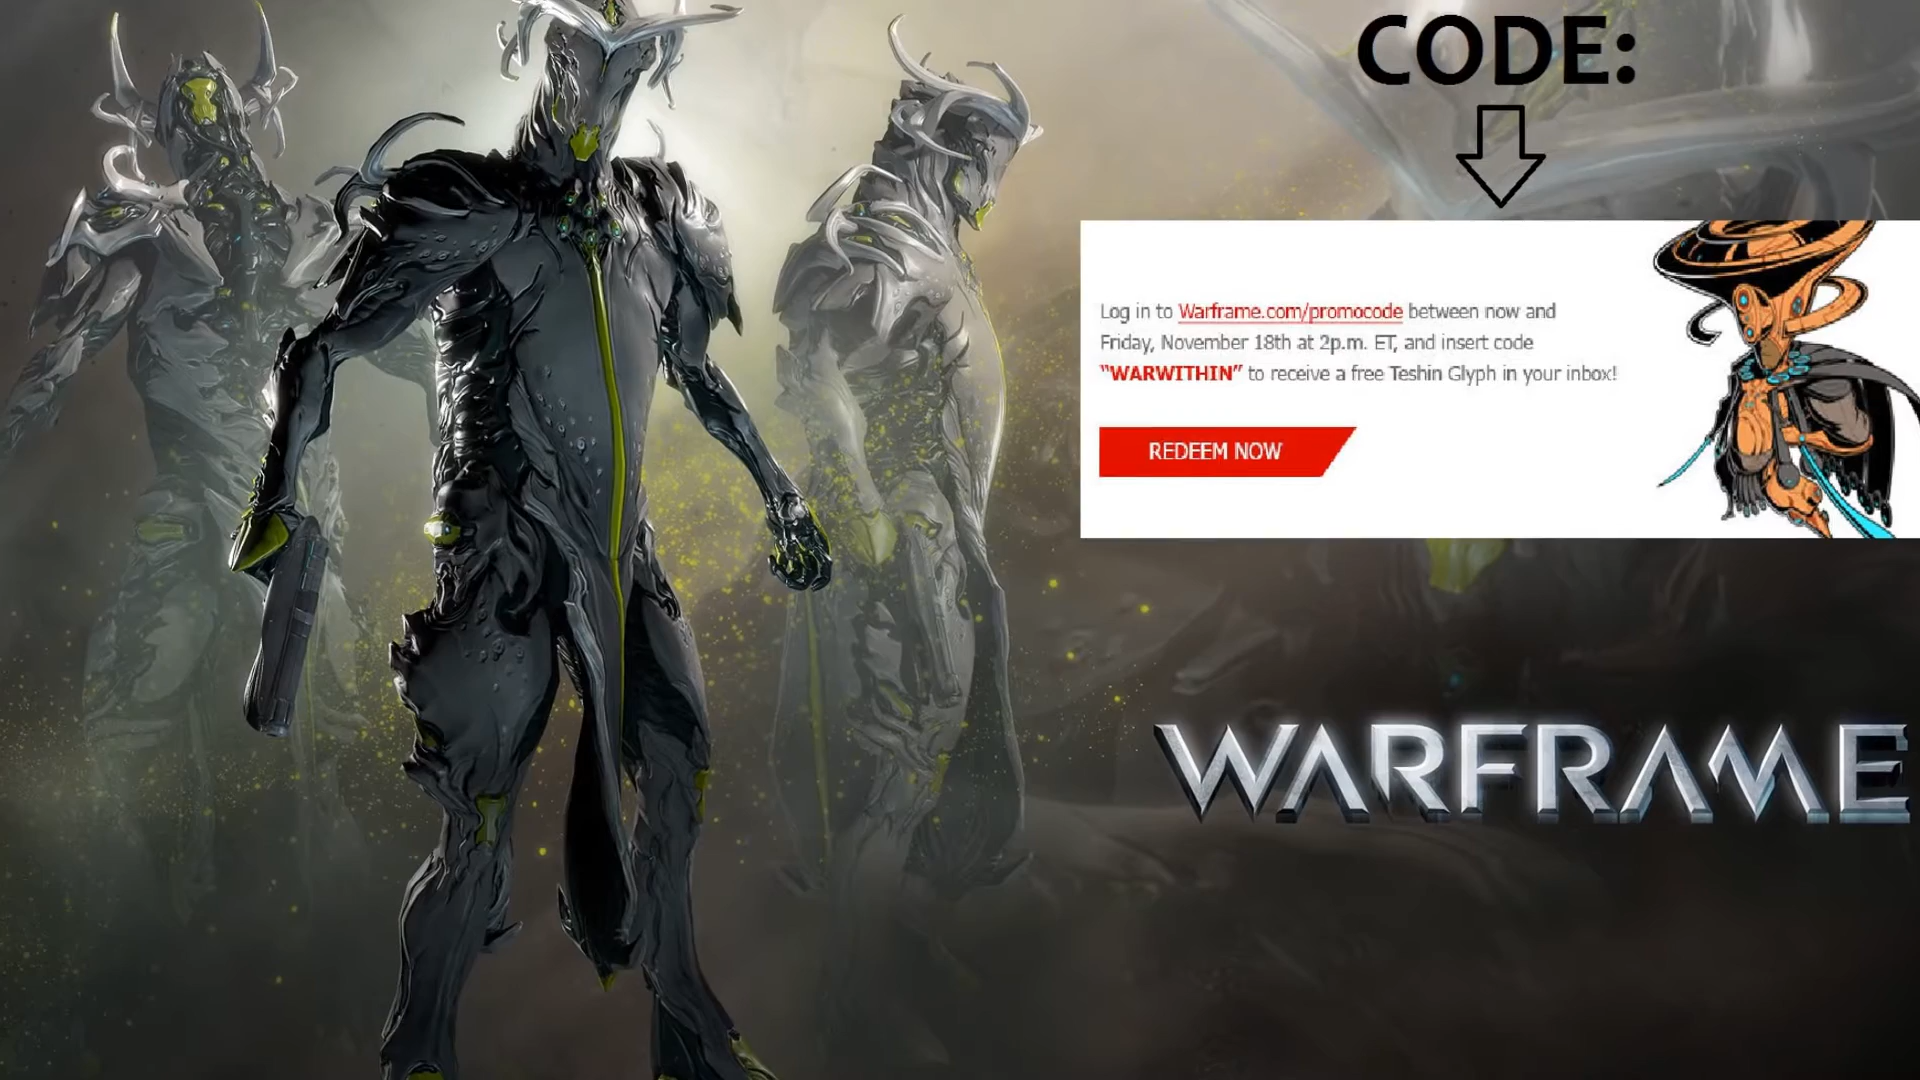 CODE:
Log in to Warframe.com/promocode between now and
Friday, November 18th at 2p.m. ET, and insert code
“WARWITHIN” to receive a free Teshin Glyph in your inbox!
REDEEM NOW
WARFRAME